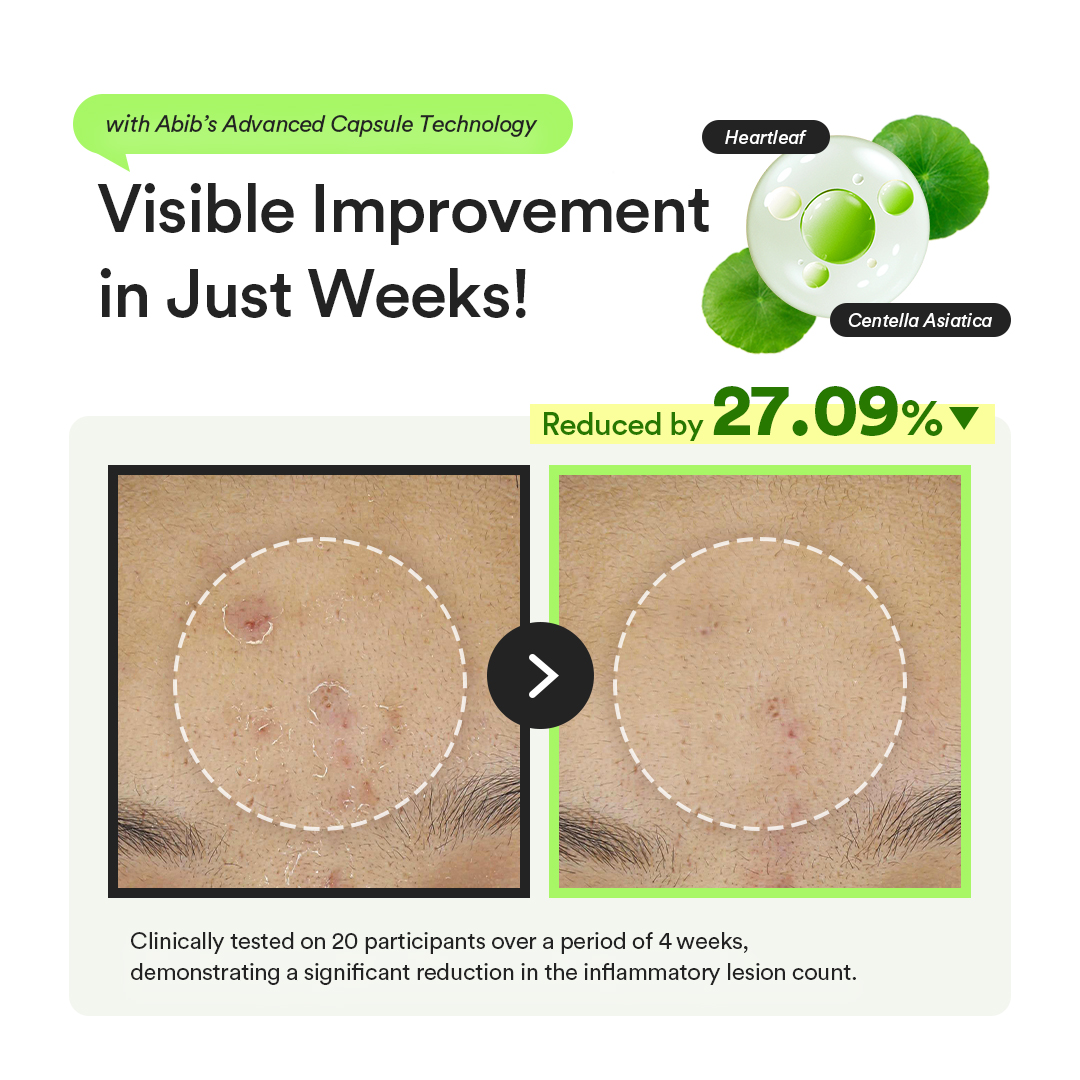 with Abib’s Advanced Capsule Technology
Visible Improvement
in Just Weeks!
Heartleaf
Centella Asiatica
Reduced by 27.09%▼
Clinically tested on 20 participants over a period of 4 weeks,
demonstrating a significant reduction in the inflammatory lesion count.